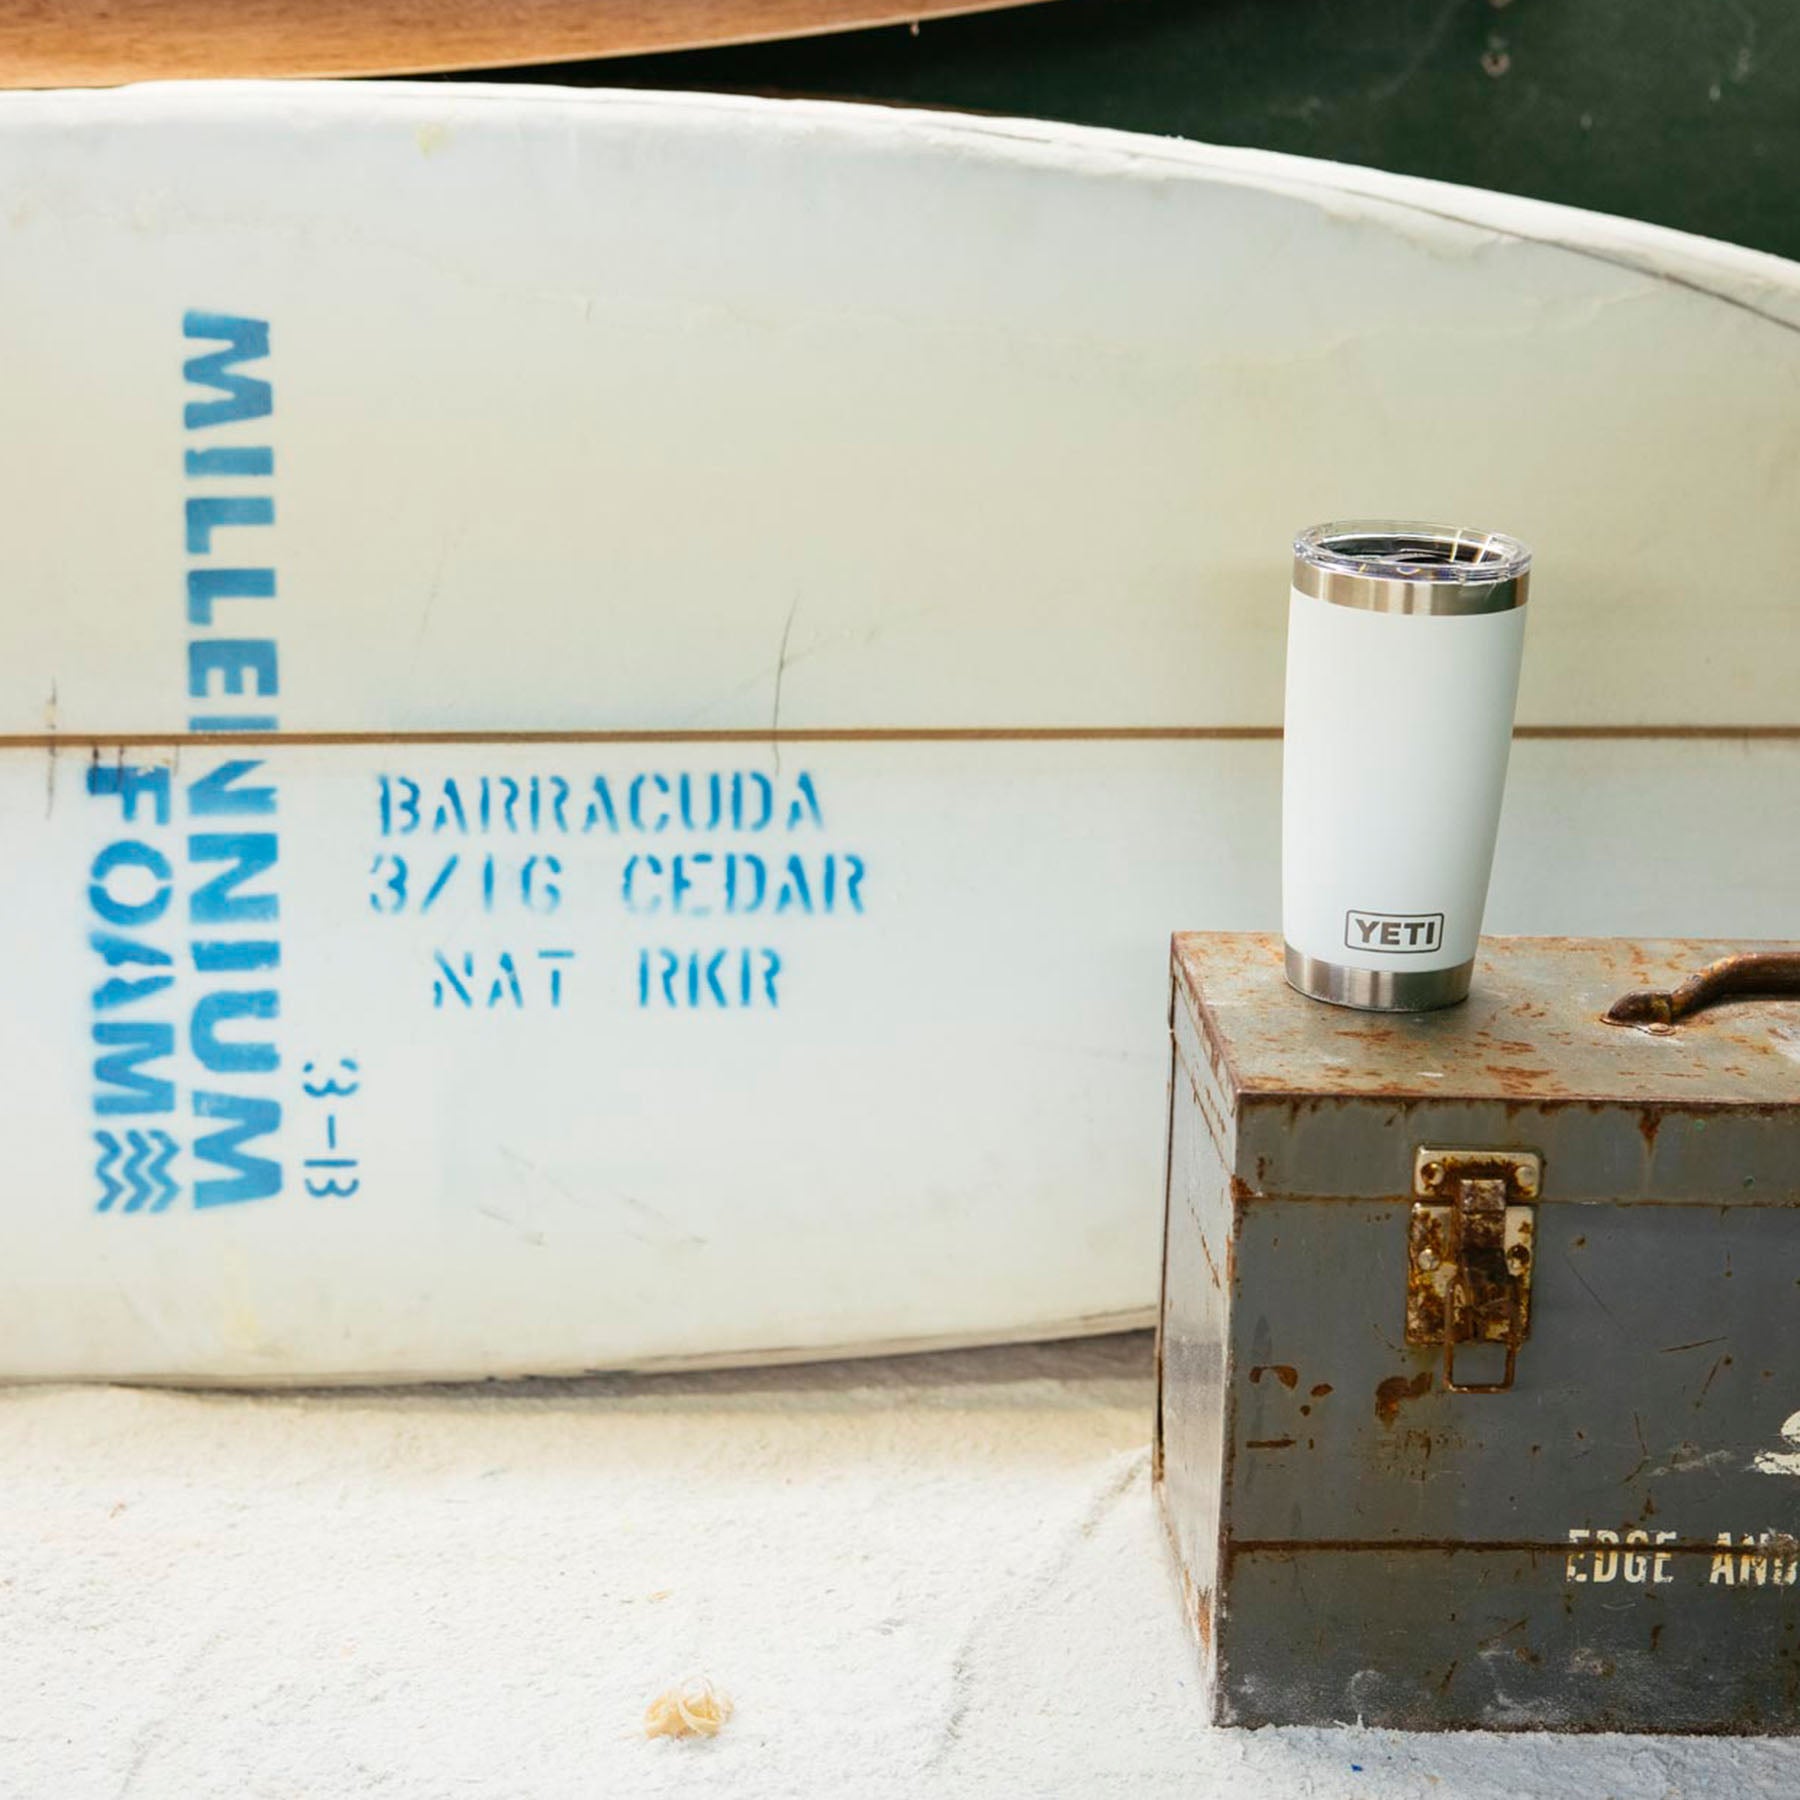 MILLENNIUM
FOAM
BARRACUDA
3/16 CEDAR
NAT RKR
3-13
YETI
EDGE AND